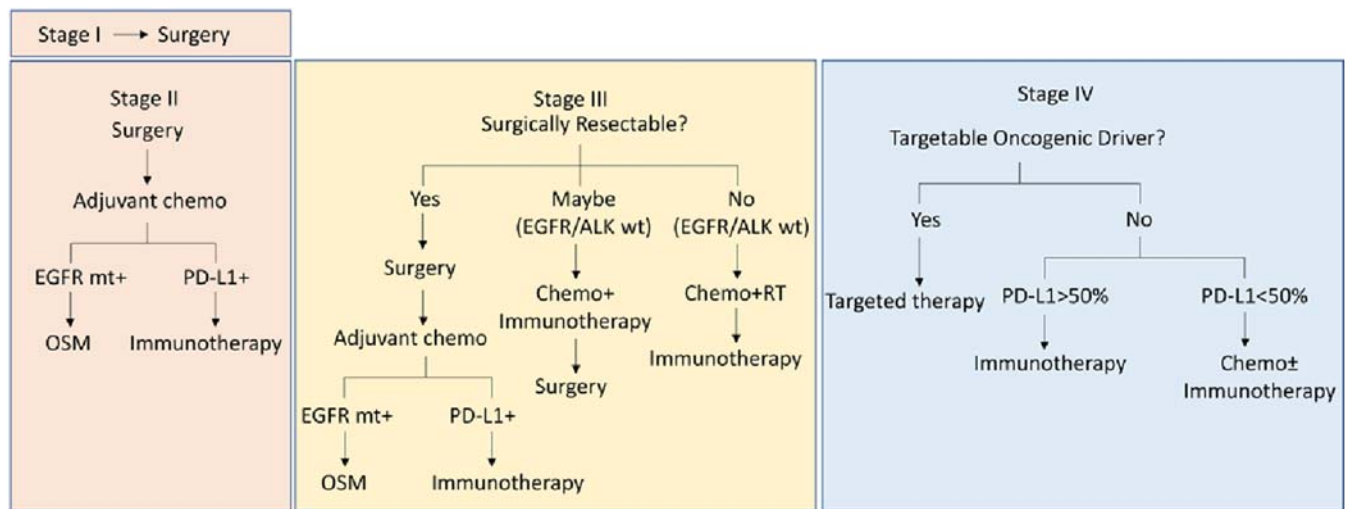 Stage I → Surgery
Stage II
Surgery
Adjuvant chemo
EGFR mt+ PD-L1+
OSM Immunotherapy
Stage III
Surgically Resectable?
Yes
Surgery
Adjuvant chemo
EGFR mt+ PD-L1+
OSM Immunotherapy
Maybe
(EGFR/ALK wt)
Chemo+
Immunotherapy
Surgery
No
(EGFR/ALK wt)
Chemo+RT
Immunotherapy
Stage IV
Targetable Oncogenic Driver?
Yes
Targeted therapy
No
PD-L1>50%
Immunotherapy
PD-L1<50%
Chemo±
Immunotherapy